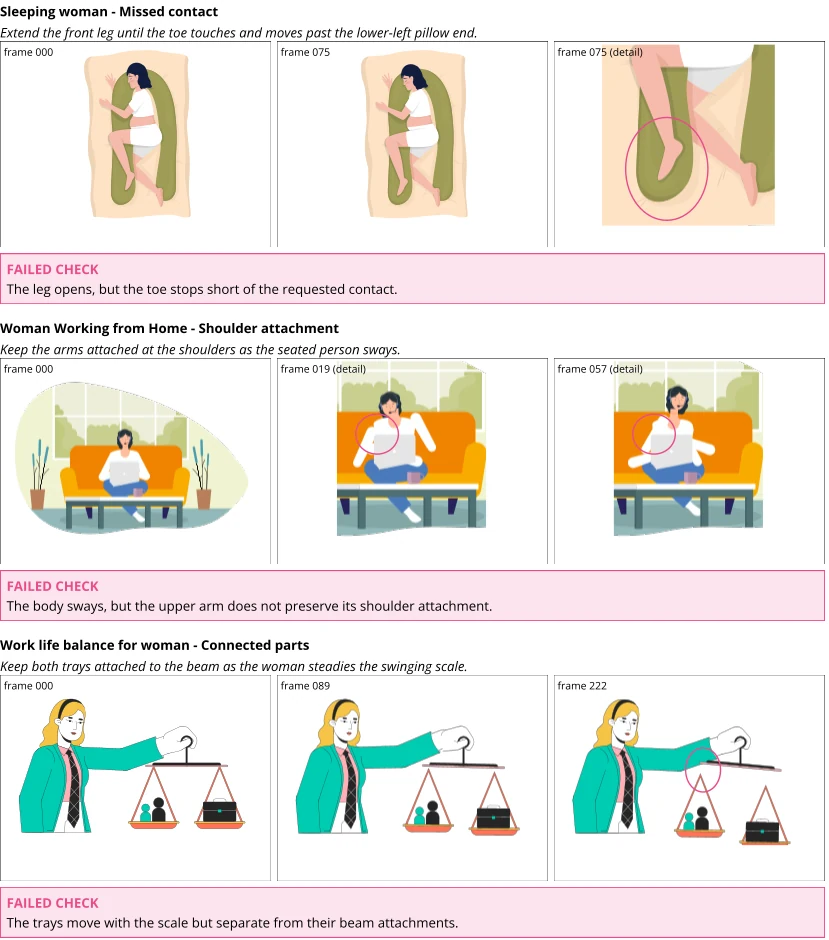 Sleeping woman - Missed contact
Extend the front leg until the toe touches and moves past the lower-left pillow end.
frame 000
frame 075
frame 075 (detail)
FAILED CHECK
The leg opens, but the toe stops short of the requested contact.
Woman Working from Home - Shoulder attachment
Keep the arms attached at the shoulders as the seated person sways.
frame 000
frame 019 (detail)
frame 057 (detail)
FAILED CHECK
The body sways, but the upper arm does not preserve its shoulder attachment.
Work life balance for woman - Connected parts
Keep both trays attached to the beam as the woman steadies the swinging scale.
frame 000
frame 089
frame 222
FAILED CHECK
The trays move with the scale but separate from their beam attachments.